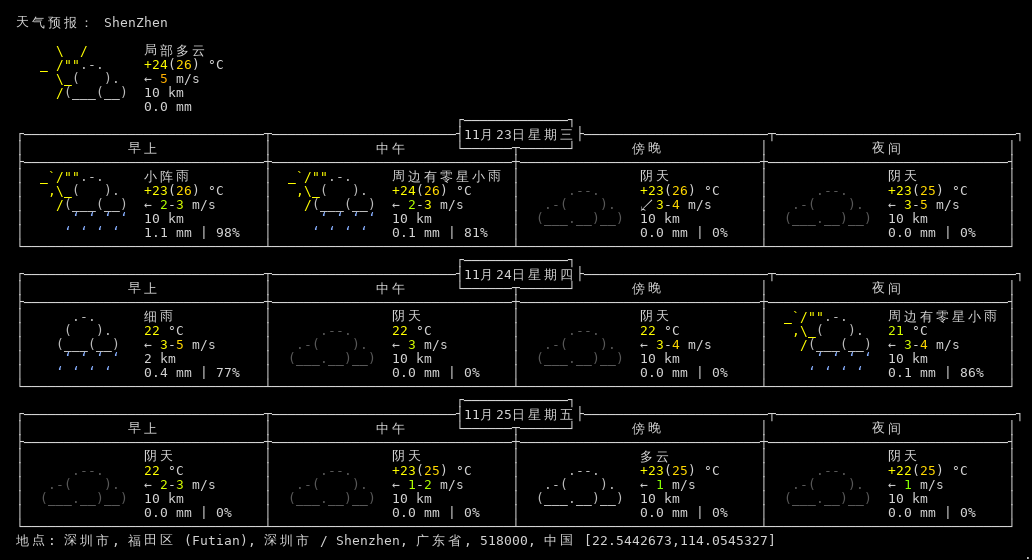 天气预报: ShenZhen
局部多云
+24(26) °C
← 5 m/s
10 km
0.0 mm
11月23日星期三
早上 中午 傍晚 夜间
小阵雨 周边有零星小雨 阴天 阴天
+23(26) °C +24(26) °C +23(26) °C +23(25) °C
← 2-3 m/s ← 2-3 m/s ↙ 3-4 m/s ← 3-5 m/s
10 km 10 km 10 km 10 km
1.1 mm | 98% 0.1 mm | 81% 0.0 mm | 0% 0.0 mm | 0%
11月24日星期四
早上 中午 傍晚 夜间
细雨 阴天 阴天 周边有零星小雨
22 °C 22 °C 22 °C 21 °C
← 3-5 m/s ← 3 m/s ← 3-4 m/s ← 3-4 m/s
2 km 10 km 10 km 10 km
0.4 mm | 77% 0.0 mm | 0% 0.0 mm | 0% 0.1 mm | 86%
11月25日星期五
早上 中午 傍晚 夜间
阴天 阴天 多云 阴天
22 °C +23(25) °C +23(25) °C +22(25) °C
← 2-3 m/s ← 1-2 m/s ← 1 m/s ← 1 m/s
10 km 10 km 10 km 10 km
0.0 mm | 0% 0.0 mm | 0% 0.0 mm | 0% 0.0 mm | 0%
地点: 深圳市, 福田区 (Futian), 深圳市 / Shenzhen, 广东省, 518000, 中国 [22.5442673,114.0545327]